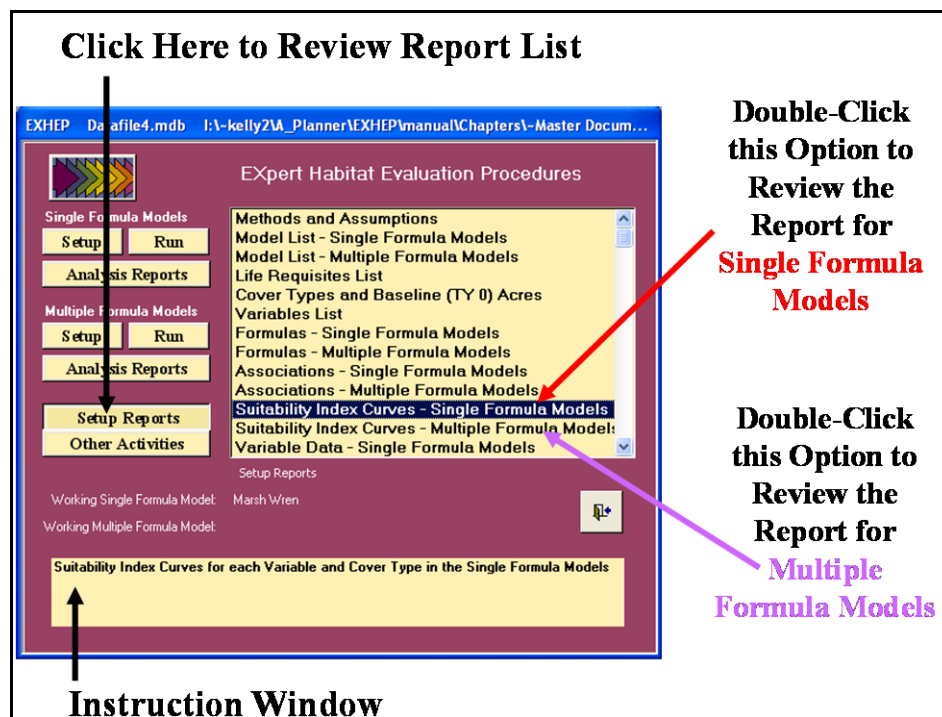 Click Here to Review Report List
EXHEP Datafile4.mdb I:\~kelly2\A_Planner\EXHEP\manual\Chapters\~Master Docum...
EXpert Habitat Evaluation Procedures
Single Formula Models
Setup
Run
Analysis Reports
Multiple Formula Models
Setup
Run
Analysis Reports
Setup Reports
Other Activities
Methods and Assumptions
Model List - Single Formula Models
Model List - Multiple Formula Models
Life Requisites List
Cover Types and Baseline (TY 0) Acres
Variables List
Formulas - Single Formula Models
Formulas - Multiple Formula Models
Associations - Single Formula Models
Associations - Multiple Formula Models
Suitability Index Curves - Single Formula Models
Suitability Index Curves - Multiple Formula Models
Variable Data - Single Formula Models
Setup Reports
Working Single Formula Model: Marsh Wren
Working Multiple Formula Model:
Suitability Index Curves for each Variable and Cover Type in the Single Formula Models
Instruction Window
Double-Click
this Option to
Review the
Report for
Single Formula
Models
Double-Click
this Option to
Review the
Report for
Multiple
Formula Models